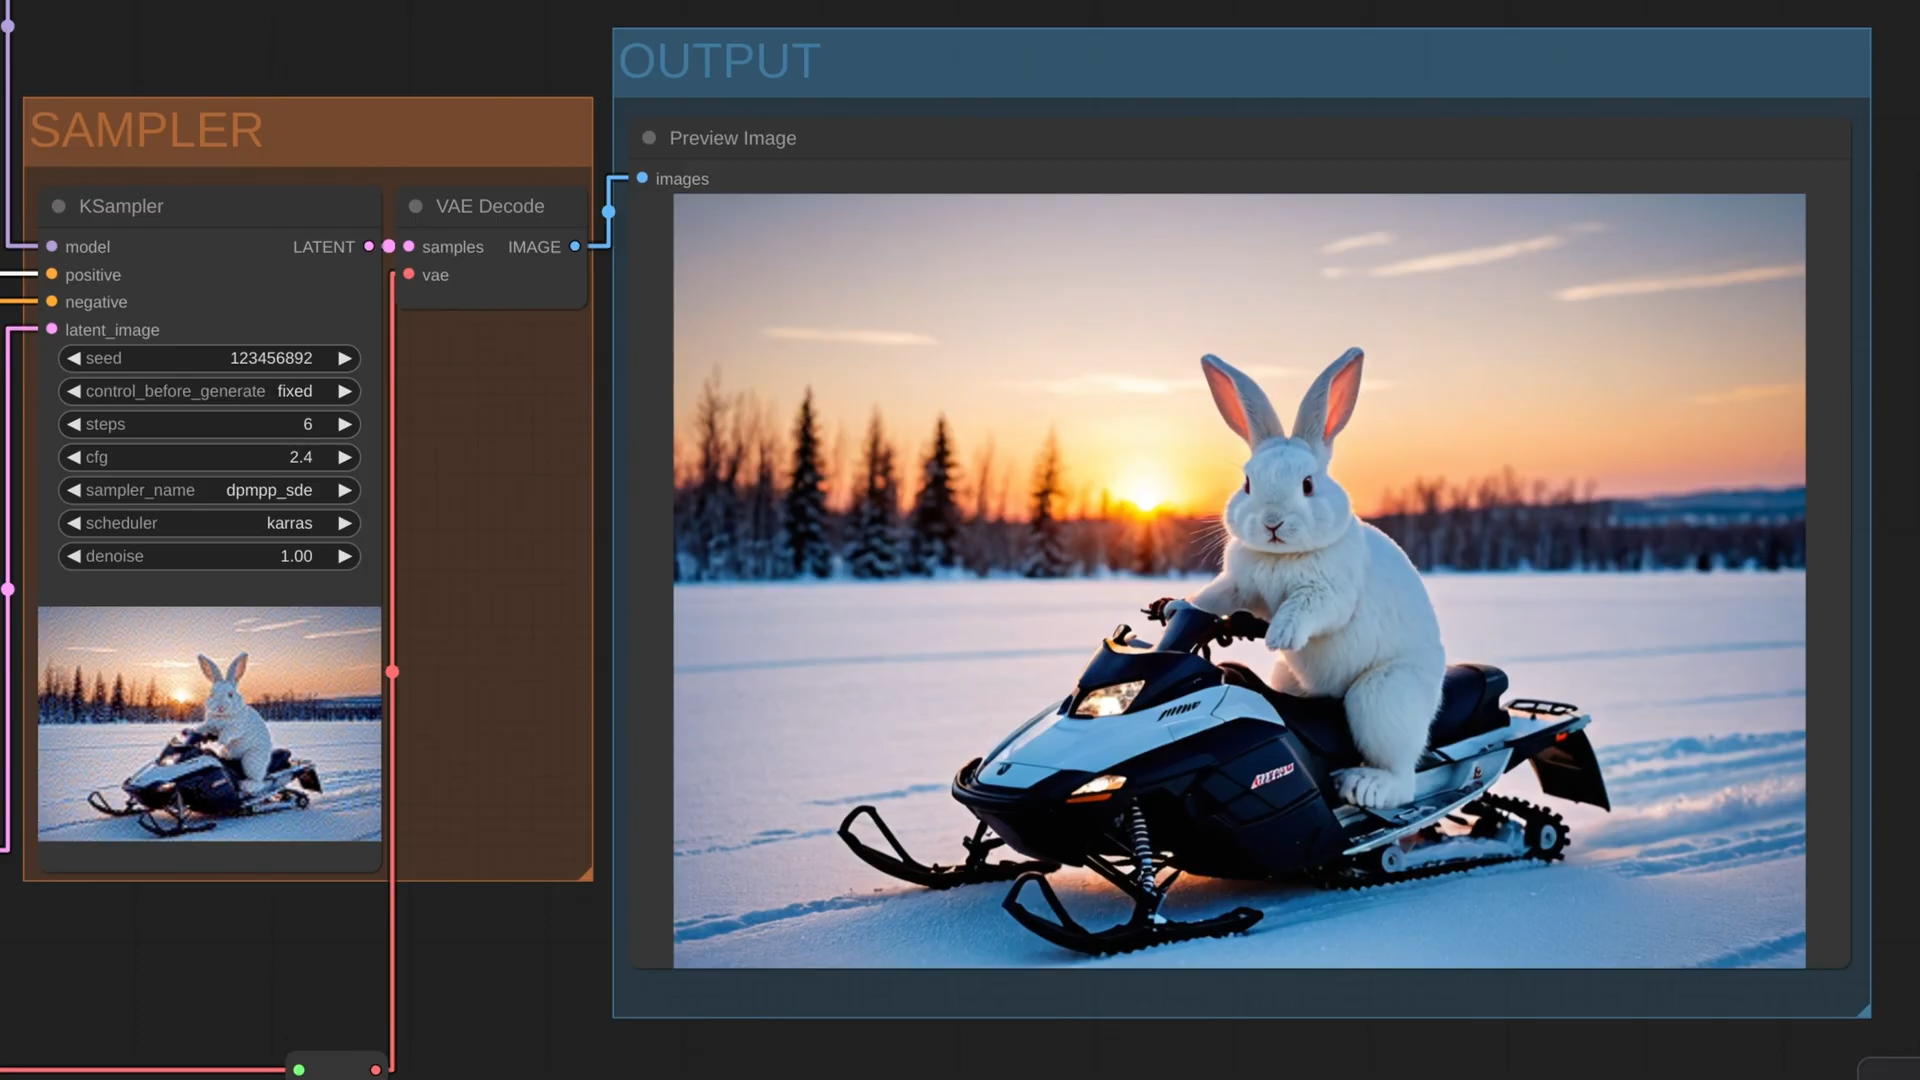 OUTPUT
SAMPLER
Preview Image
images
KSampler
VAE Decode
model
LATENT
samples
IMAGE
positive
vae
negative
latent_image
seed 123456892
control_before_generate fixed
steps 6
cfg 2.4
sampler_name dpmpp_sde
scheduler karras
denoise 1.00